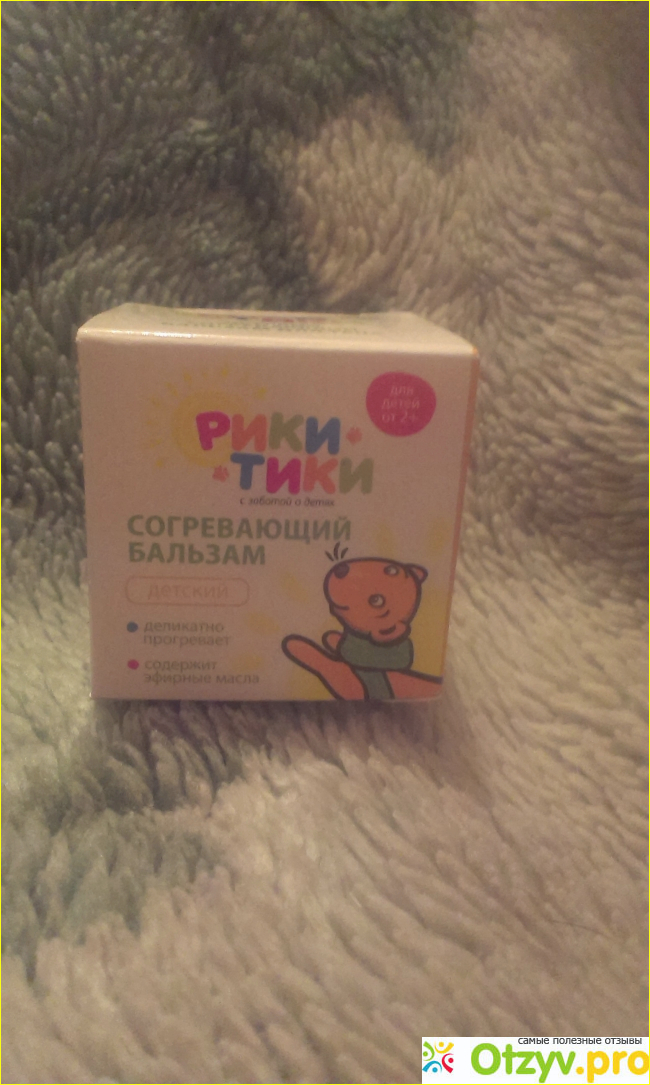 для
детей
от 2+
РИКИ
ТИКИ
с заботой о детях
СОГРЕВАЮЩИЙ
БАЛЬЗАМ
детский
деликатно
прогревает
содержит
эфирные масла
самые полезные отзывы
Otzyv.pro